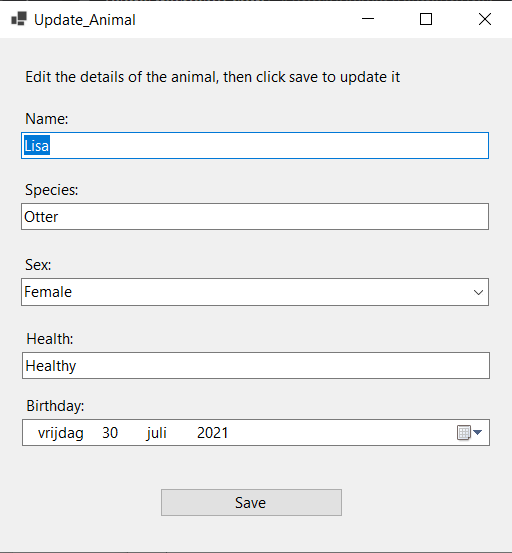 Update_Animal
Edit the details of the animal, then click save to update it
Name:
Lisa
Species:
Otter
Sex:
Female
Health:
Healthy
Birthday:
vrijdag 30 juli 2021
Save